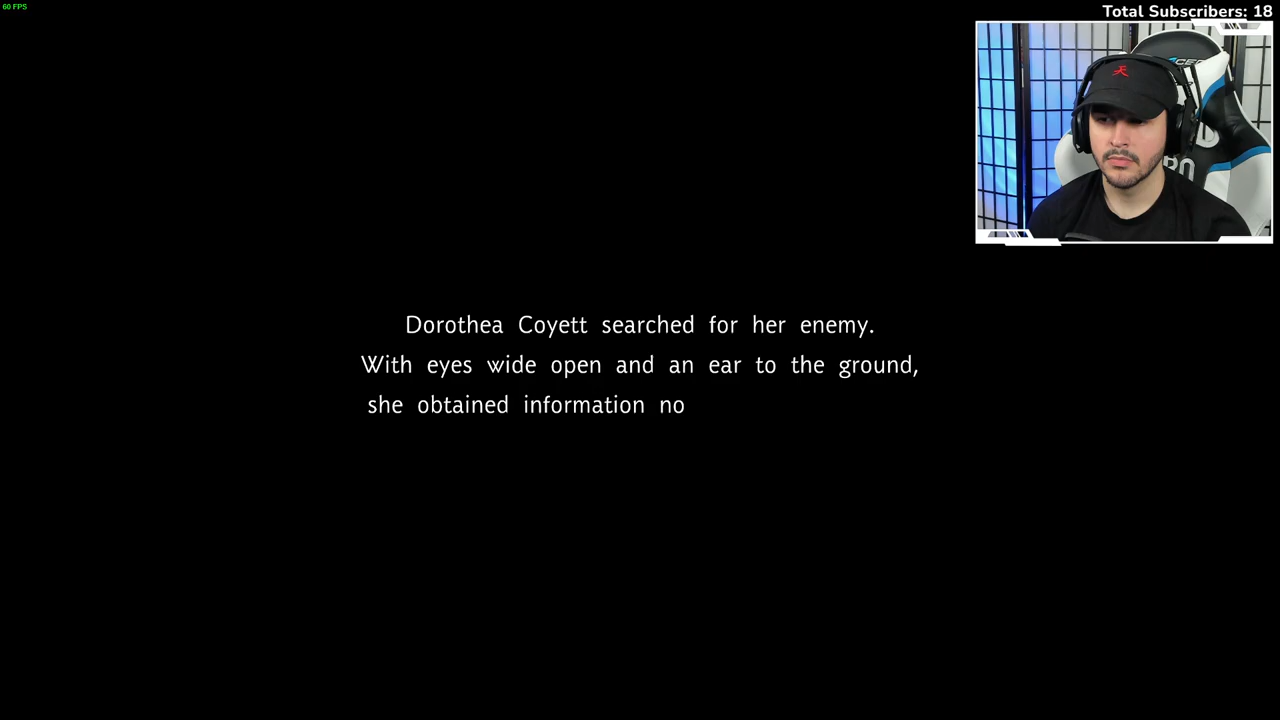 60 FPS
Total Subscribers: 18
天
Dorothea Coyett searched for her enemy.
With eyes wide open and an ear to the ground,
she obtained information no